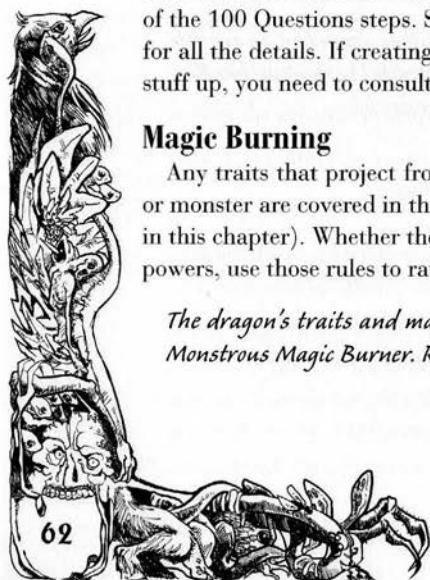 of the 100 Questions steps. S
for all the details. If creating
stuff up, you need to consult
Magic Burning
Any traits that project fro
or monster are covered in th
in this chapter). Whether the
powers, use those rules to ra
The dragon's traits and ma
Monstrous Magic Burner. R
62